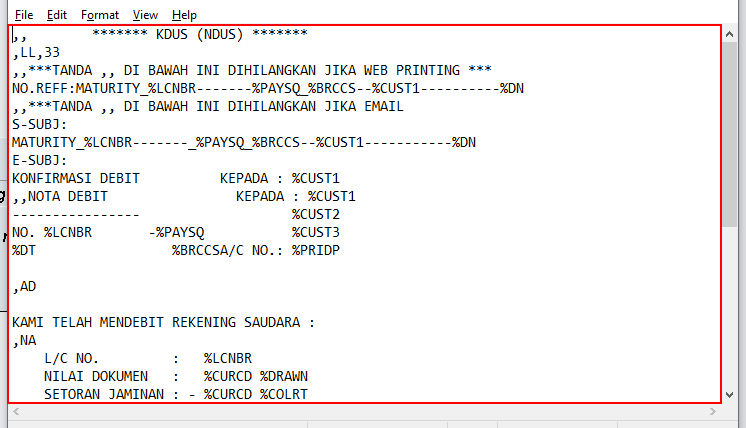 File Edit Format View Help
,,        ******* KDUS (NDUS) *******
,LL,33
,,***TANDA ,, DI BAWAH INI DIHILANGKAN JIKA WEB PRINTING ***
NO.REFF:MATURITY_%LCNBR-------%PAYSQ_%BRCCS--%CUST1----------%DN
,,***TANDA ,, DI BAWAH INI DIHILANGKAN JIKA EMAIL
S-SUBJ:
MATURITY_%LCNBR-------_%PAYSQ_%BRCCS--%CUST1-----------%DN
E-SUBJ:
KONFIRMASI DEBIT          KEPADA : %CUST1
,,NOTA DEBIT                KEPADA : %CUST1
----------------                   %CUST2
NO. %LCNBR       -%PAYSQ           %CUST3
%DT                 %BRCCSA/C NO.: %PRIDP
,AD
KAMI TELAH MENDEBIT REKENING SAUDARA :
,NA
    L/C NO.         :   %LCNBR
    NILAI DOKUMEN   :   %CURCD %DRAWN
    SETORAN JAMINAN : - %CURCD %COLRT